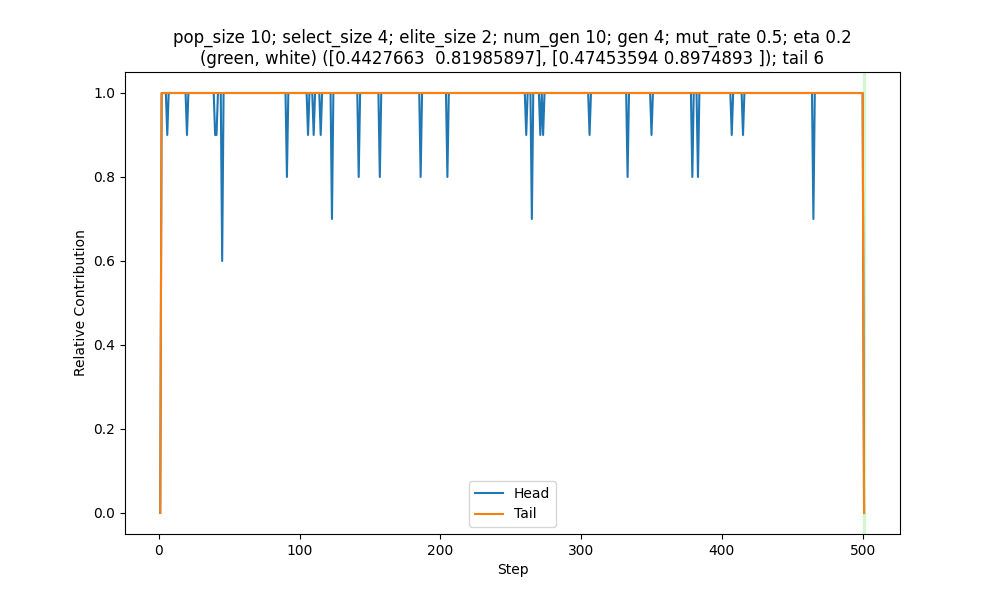 pop_size 10; select_size 4; elite_size 2; num_gen 10; gen 4; mut_rate 0.5; eta 0.2
(green, white) ([0.4427663  0.81985897], [0.47453594 0.8974893 ]); tail 6
1.0
0.8
0.6
0.4
0.2
0.0
Relative Contribution
Head
Tail
0
100
200
300
400
500
Step